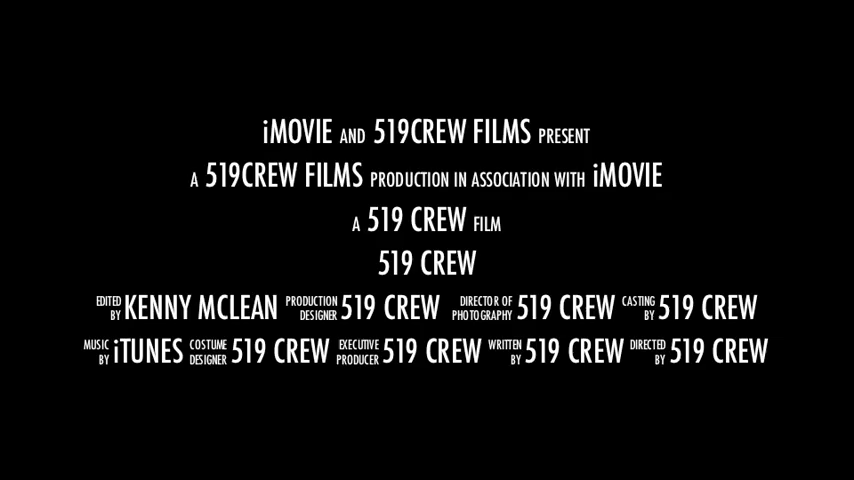 iMOVIE AND 519CREW FILMS PRESENT
A 519CREW FILMS PRODUCTION IN ASSOCIATION WITH iMOVIE
A 519 CREW FILM
519 CREW
EDITED BY KENNY MCLEAN PRODUCTION DESIGNER 519 CREW DIRECTOR OF PHOTOGRAPHY 519 CREW CASTING BY 519 CREW
MUSIC BY iTUNES COSTUME DESIGNER 519 CREW EXECUTIVE PRODUCER 519 CREW WRITTEN BY 519 CREW DIRECTED BY 519 CREW